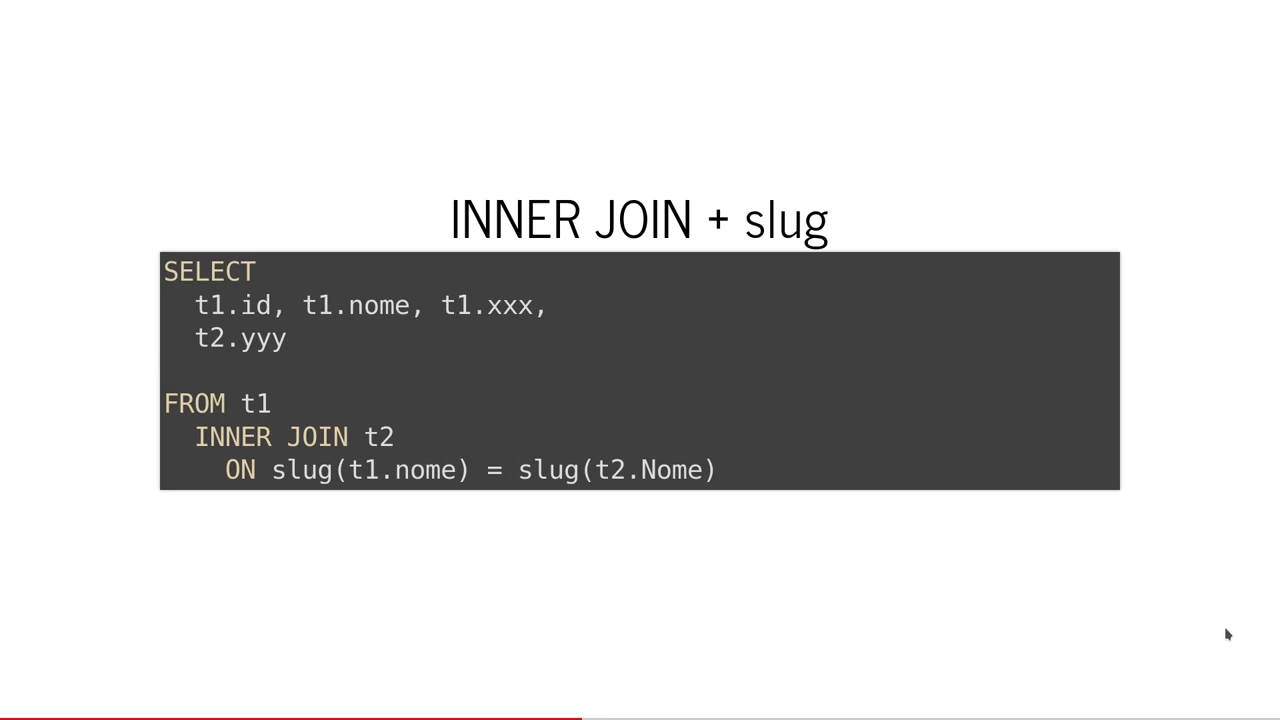 INNER JOIN + slug
SELECT
t1.id, t1.nome, t1.xxx,
t2.yyy
FROM t1
INNER JOIN t2
ON slug(t1.nome) = slug(t2.Nome)